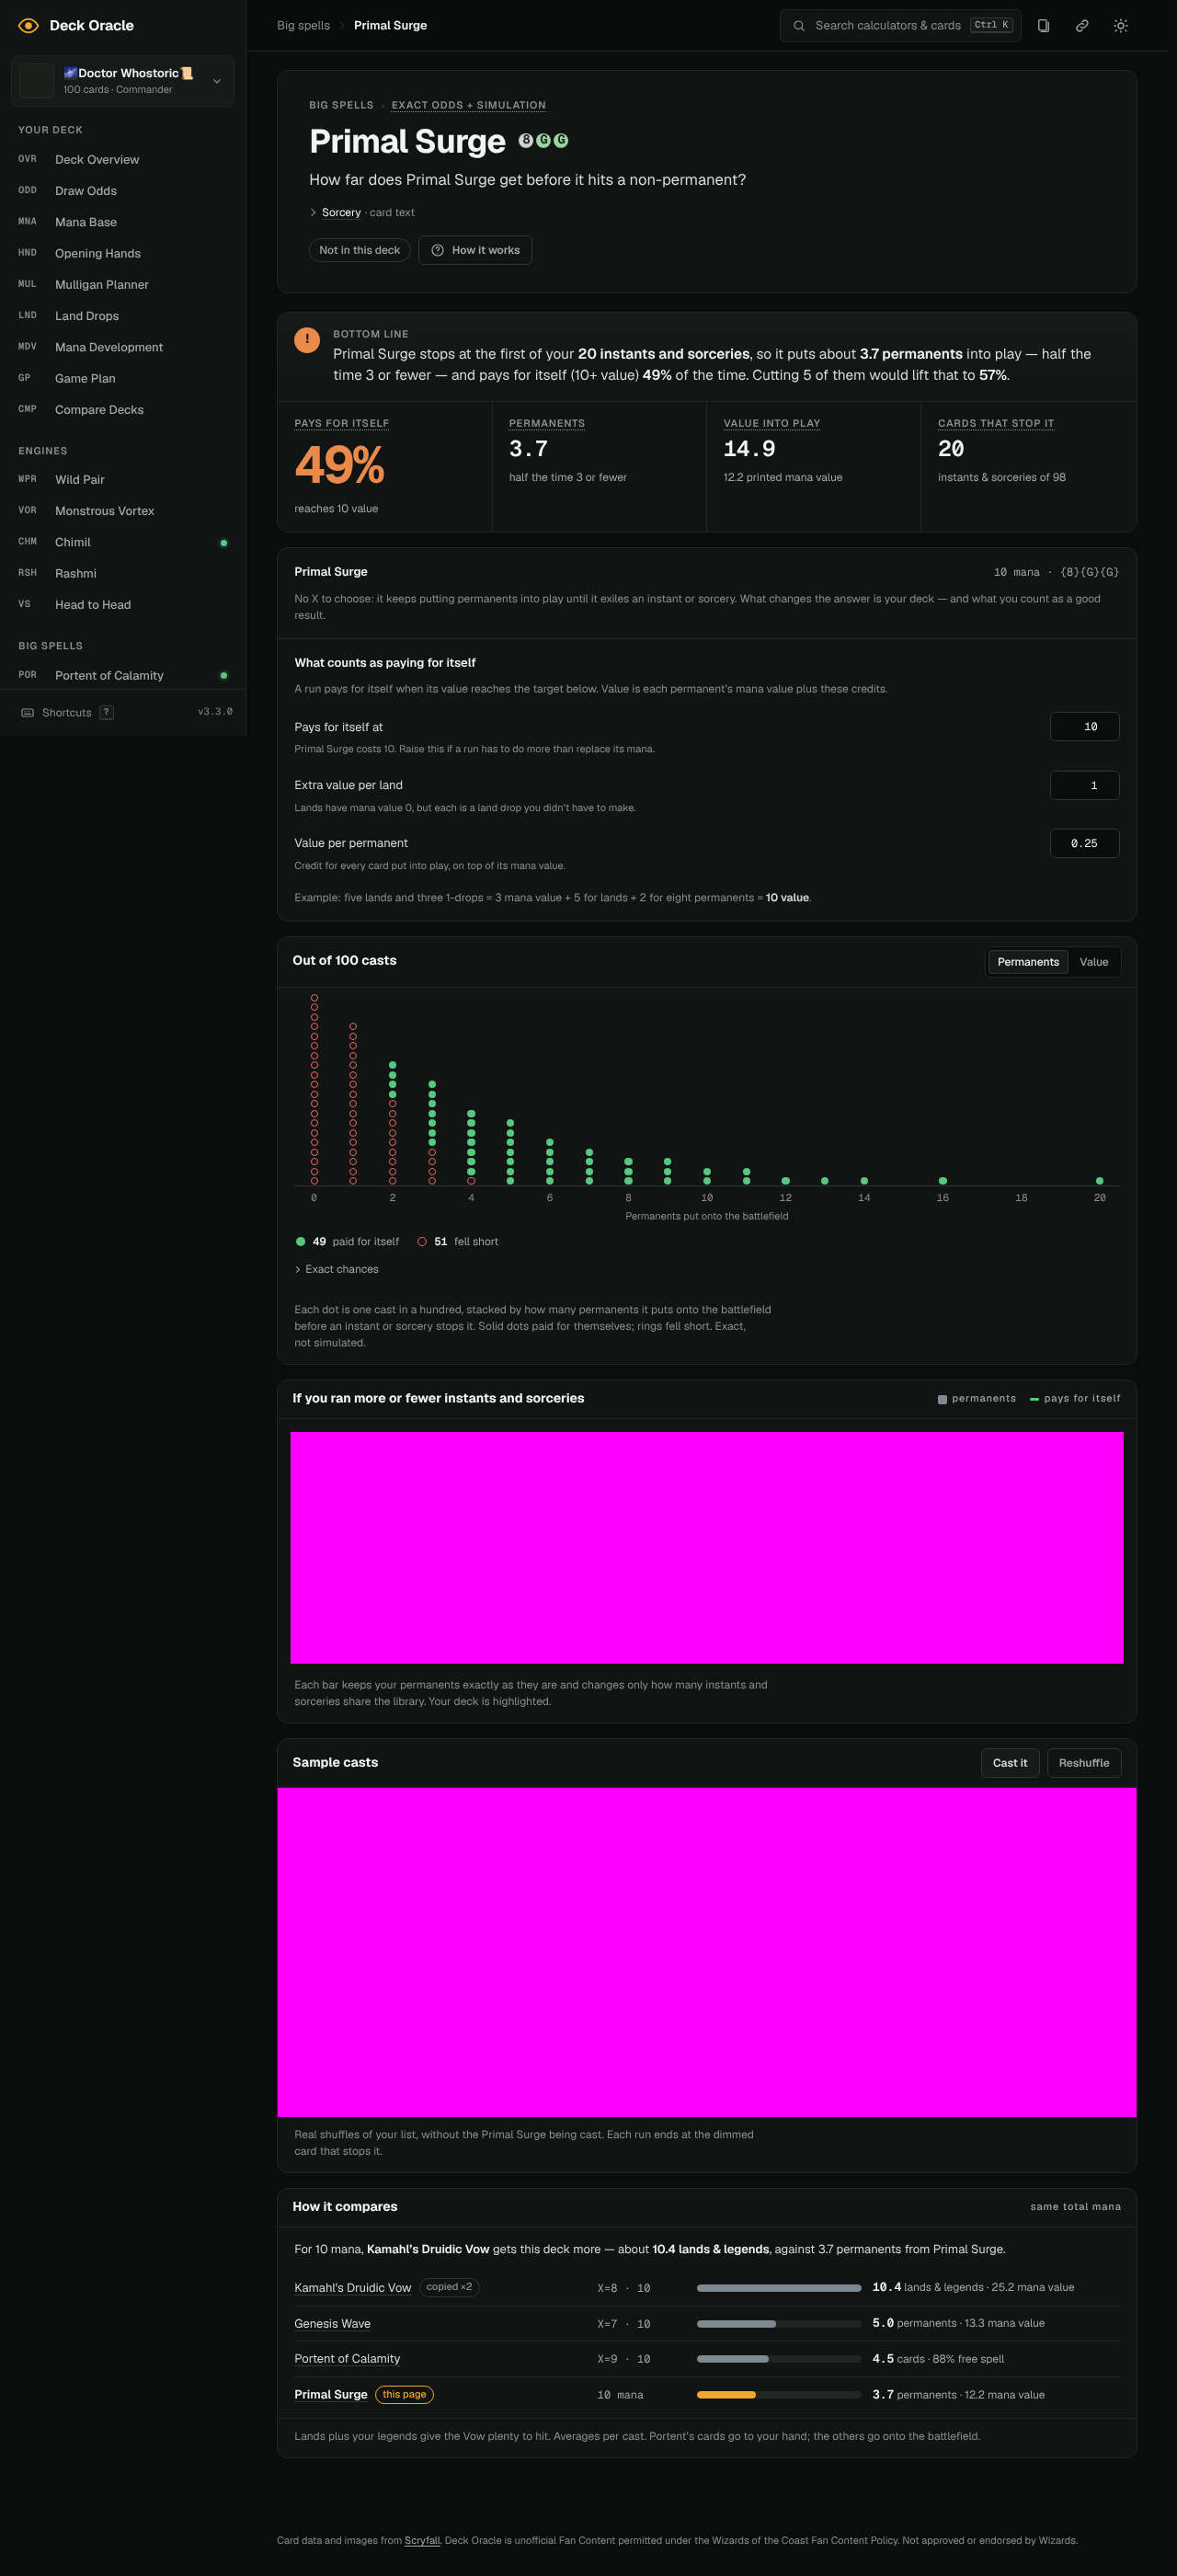 Deck Oracle
🌌Doctor Whostoric📜
100 cards · Commander
YOUR DECK
OVR Deck Overview
ODD Draw Odds
MNA Mana Base
HND Opening Hands
MUL Mulligan Planner
LND Land Drops
MDV Mana Development
GP Game Plan
CMP Compare Decks
ENGINES
WPR Wild Pair
VOR Monstrous Vortex
CHM Chimil
RSH Rashmi
VS Head to Head
BIG SPELLS
POR Portent of Calamity
Shortcuts ? v3.3.0
Big spells › Primal Surge
Search calculators & cards Ctrl K
BIG SPELLS · EXACT ODDS + SIMULATION
Primal Surge 8 G G
How far does Primal Surge get before it hits a non-permanent?
Sorcery · card text
Not in this deck
How it works
BOTTOM LINE
Primal Surge stops at the first of your 20 instants and sorceries, so it puts about 3.7 permanents into play — half the
time 3 or fewer — and pays for itself (10+ value) 49% of the time. Cutting 5 of them would lift that to 57%.
PAYS FOR ITSELF
49%
reaches 10 value
PERMANENTS
3.7
half the time 3 or fewer
VALUE INTO PLAY
14.9
12.2 printed mana value
CARDS THAT STOP IT
20
instants & sorceries of 98
Primal Surge 10 mana · {8}{G}{G}
No X to choose: it keeps putting permanents into play until it exiles an instant or sorcery. What changes the answer is your deck — and what you count as a good
result.
What counts as paying for itself
A run pays for itself when its value reaches the target below. Value is each permanent's mana value plus these credits.
Pays for itself at 10
Primal Surge costs 10. Raise this if a run has to do more than replace its mana.
Extra value per land 1
Lands have mana value 0, but each is a land drop you didn't have to make.
Value per permanent 0.25
Credit for every card put into play, on top of its mana value.
Example: five lands and three 1-drops = 3 mana value + 5 for lands + 2 for eight permanents = 10 value.
Out of 100 casts Permanents Value
0 2 4 6 8 10 12 14 16 18 20
Permanents put onto the battlefield
49 paid for itself 51 fell short
Exact chances
Each dot is one cast in a hundred, stacked by how many permanents it puts onto the battlefield
before an instant or sorcery stops it. Solid dots paid for themselves; rings fell short. Exact,
not simulated.
If you ran more or fewer instants and sorceries permanents pays for itself
Each bar keeps your permanents exactly as they are and changes only how many instants and
sorceries share the library. Your deck is highlighted.
Sample casts Cast it Reshuffle
Real shuffles of your list, without the Primal Surge being cast. Each run ends at the dimmed
card that stops it.
How it compares same total mana
For 10 mana, Kamahl's Druidic Vow gets this deck more — about 10.4 lands & legends, against 3.7 permanents from Primal Surge.
Kamahl's Druidic Vow copied ×2 X=8 · 10 10.4 lands & legends · 25.2 mana value
Genesis Wave X=7 · 10 5.0 permanents · 13.3 mana value
Portent of Calamity X=9 · 10 4.5 cards · 88% free spell
Primal Surge this page 10 mana 3.7 permanents · 12.2 mana value
Lands plus your legends give the Vow plenty to hit. Averages per cast. Portent's cards go to your hand; the others go onto the battlefield.
Card data and images from Scryfall. Deck Oracle is unofficial Fan Content permitted under the Wizards of the Coast Fan Content Policy. Not approved or endorsed by Wizards.